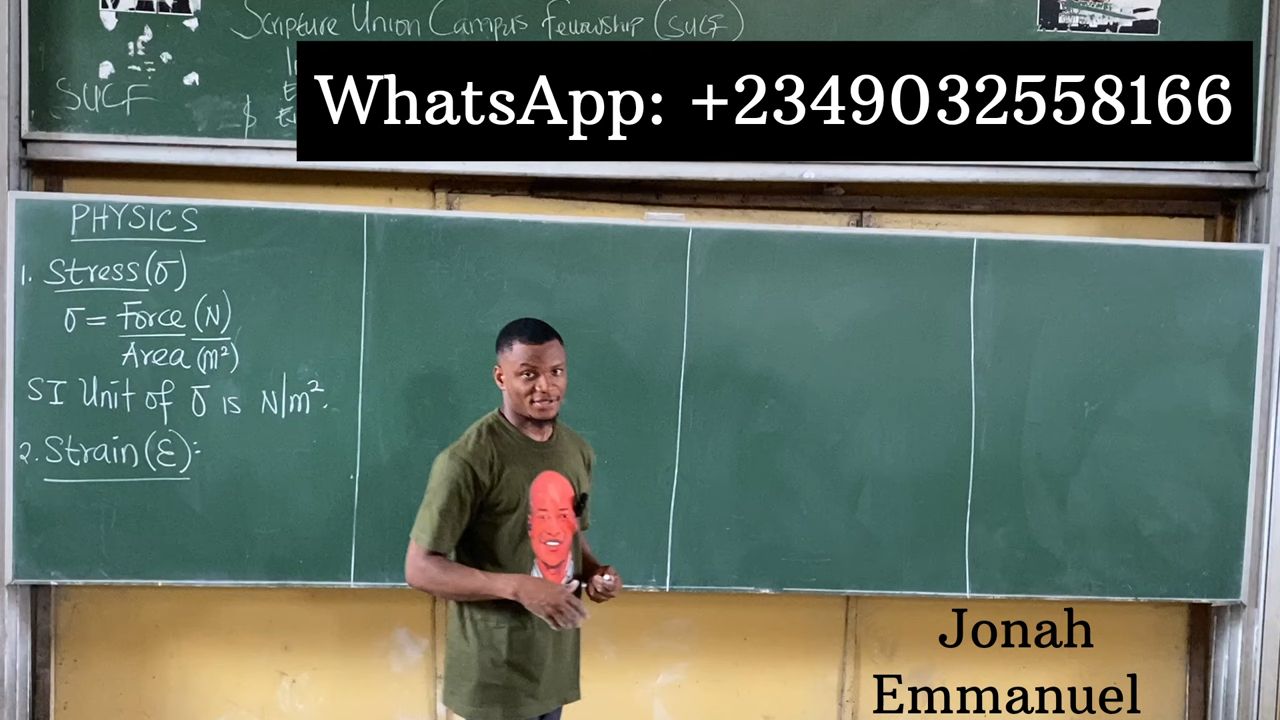 Scripture Union Campus Fellowship (SUCF)
SUCF
WhatsApp: +2349032558166
PHYSICS
1. Stress(σ)
σ = Force (N)
Area (m²)
SI Unit of σ is N/m².
2. Strain(ε):
Jonah
Emmanuel